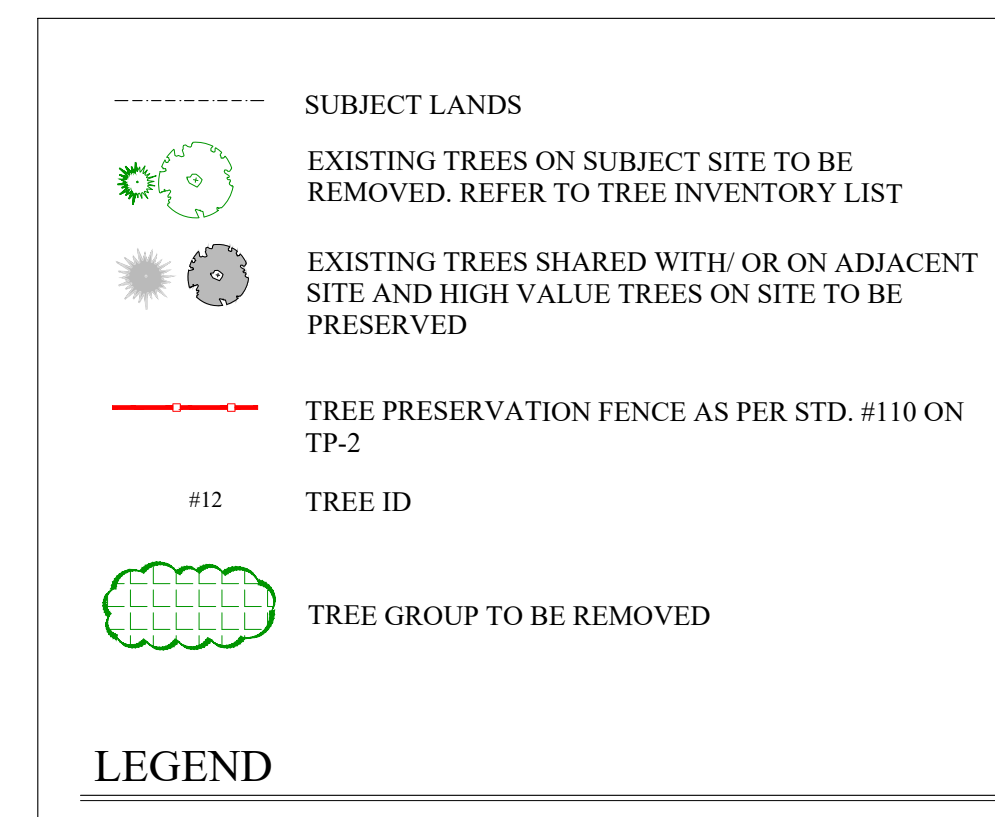 SUBJECT LANDS
EXISTING TREES ON SUBJECT SITE TO BE
REMOVED. REFER TO TREE INVENTORY LIST
EXISTING TREES SHARED WITH/ OR ON ADJACENT
SITE AND HIGH VALUE TREES ON SITE TO BE
PRESERVED
TREE PRESERVATION FENCE AS PER STD. #110 ON
TP-2
#12 TREE ID
TREE GROUP TO BE REMOVED
LEGEND